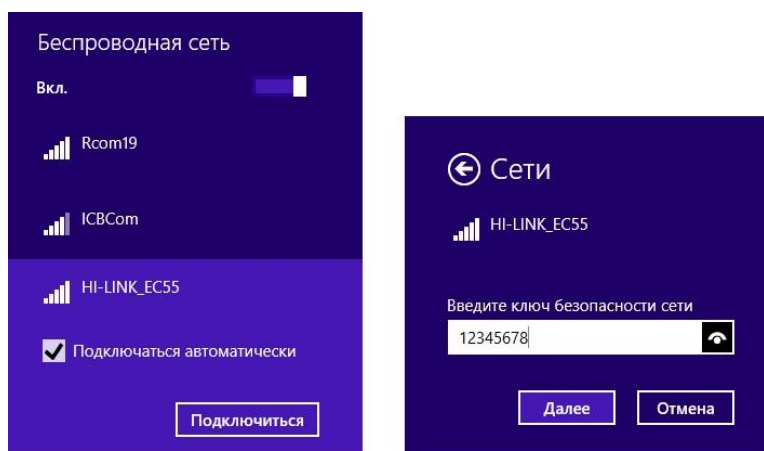 Беспроводная сеть
Вкл.
Rcom19
ICBCom
HI-LINK_EC55
Подключаться автоматически
Подключиться
Сети
HI-LINK_EC55
Введите ключ безопасности сети
12345678
Далее
Отмена